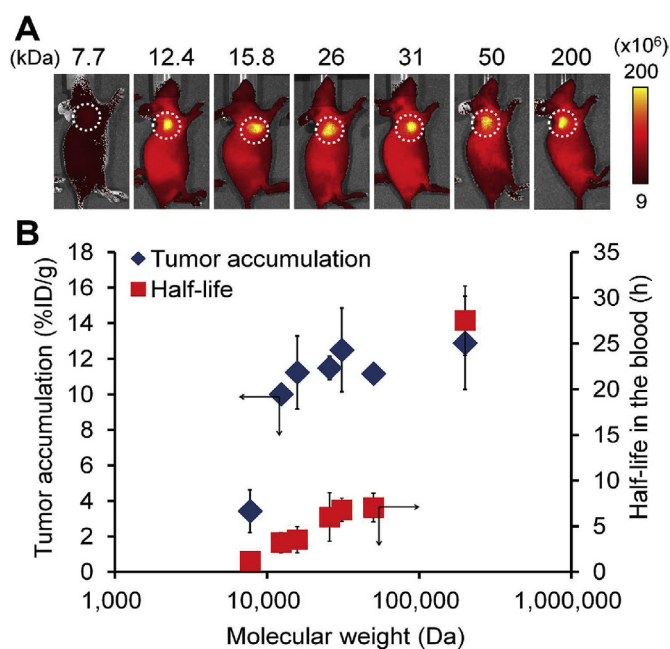 A
(kDa) 7.7 12.4 15.8 26 31 50 200
(x10⁶)
200
9
B
Tumor accumulation
Half-life
18
16
14
12
10
8
6
4
2
0
Tumor accumulation (%ID/g)
35
30
25
20
15
10
5
0
Half-life in the blood (h)
1,000 10,000 100,000 1,000,000
Molecular weight (Da)